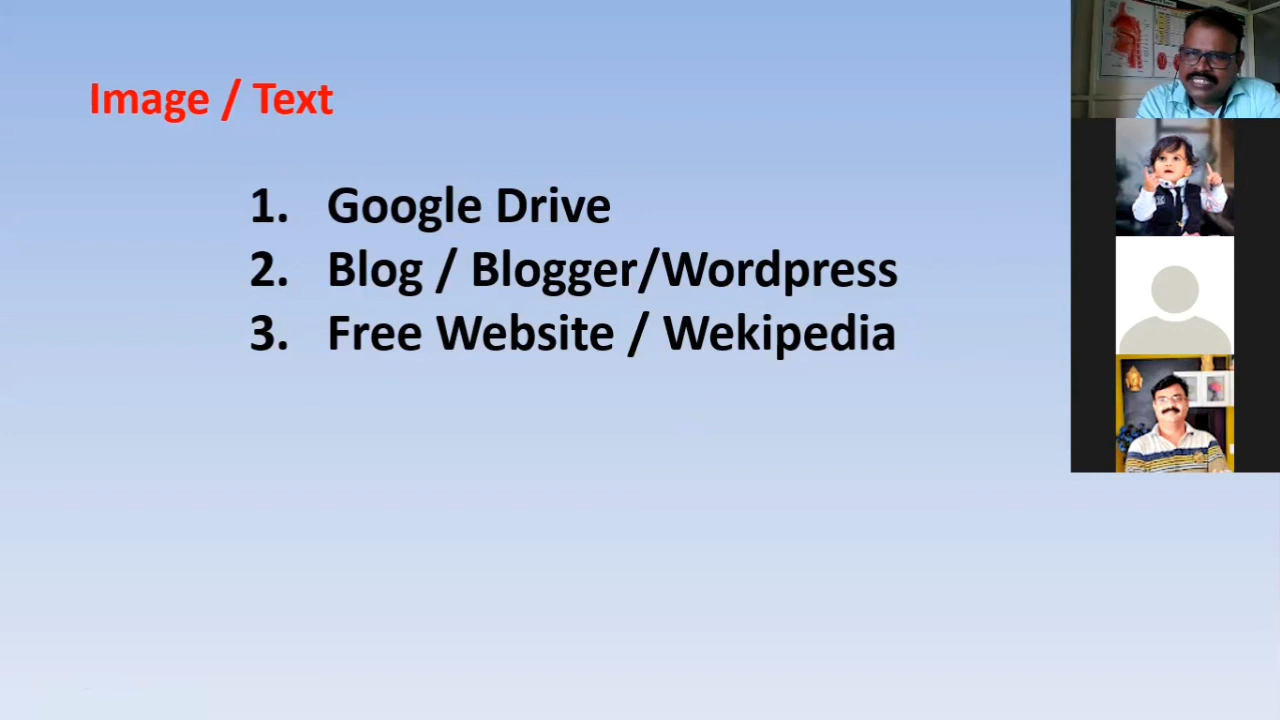 Image / Text
1. Google Drive
2. Blog / Blogger/Wordpress
3. Free Website / Wekipedia